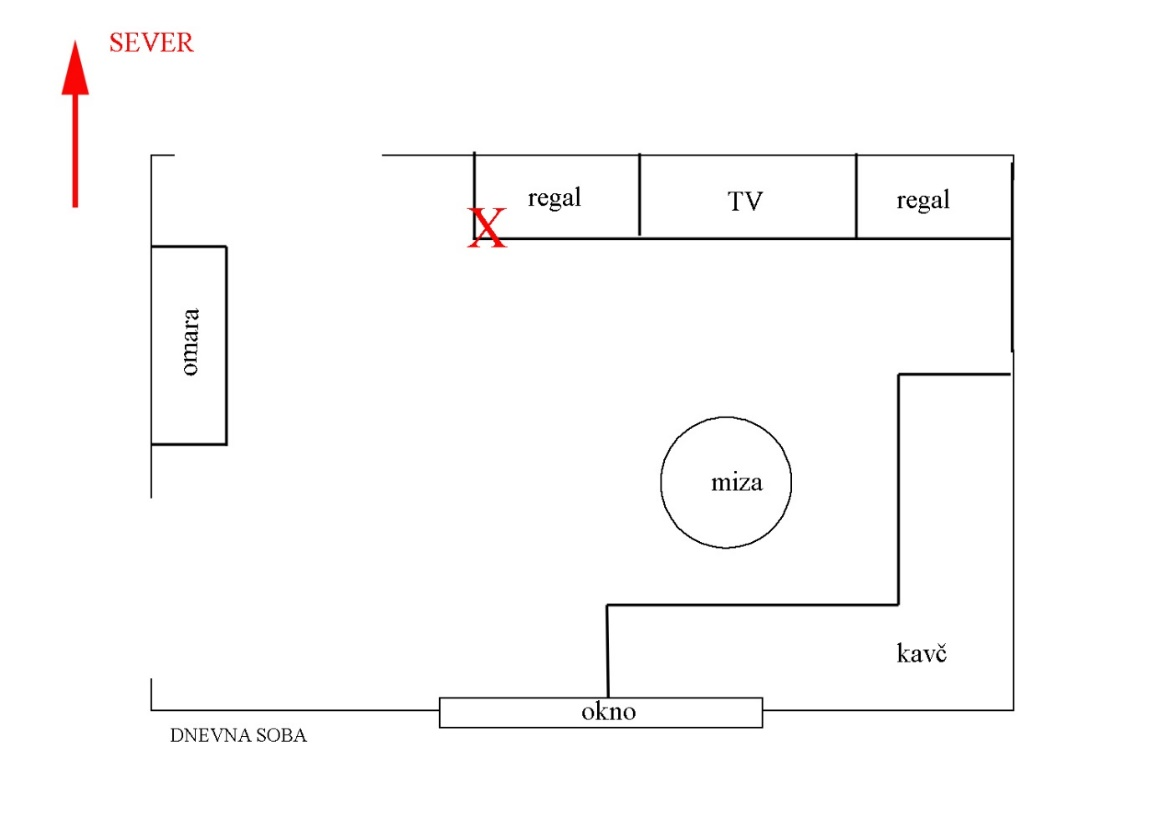 SEVER
regal
TV
regal
X
omara
miza
kavč
okno
DNEVNA SOBA